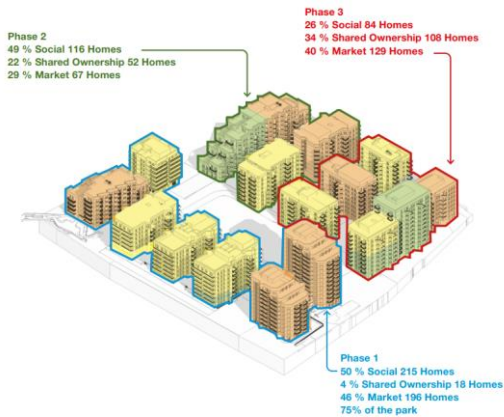 Phase 2
49 % Social 116 Homes
22 % Shared Ownership 52 Homes
29 % Market 67 Homes
Phase 3
26 % Social 84 Homes
34 % Shared Ownership 108 Homes
40 % Market 129 Homes
Phase 1
50 % Social 215 Homes
4 % Shared Ownership 18 Homes
46 % Market 196 Homes
75% of the park